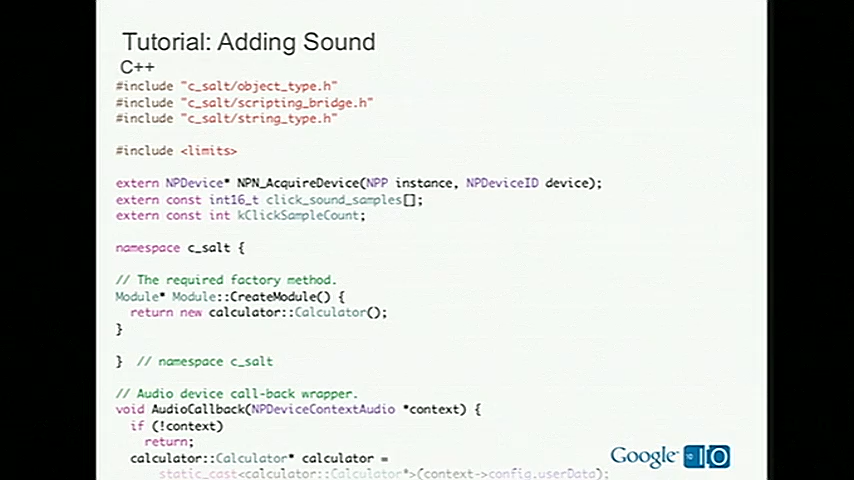 Tutorial: Adding Sound
C++
#include "c_salt/object_type.h"
#include "c_salt/scripting_bridge.h"
#include "c_salt/string_type.h"
#include <limits>
extern NPDevice* NPN_AcquireDevice(NPP instance, NPDeviceID device);
extern const int16_t click_sound_samples[];
extern const int kClickSampleCount;
namespace c_salt {
// The required factory method.
Module* Module::CreateModule() {
return new calculator::Calculator();
}
} // namespace c_salt
// Audio device call-back wrapper.
void AudioCallback(NPDeviceContextAudio *context) {
if (!context)
return;
calculator::Calculator* calculator =
static_cast<calculator::Calculator*>(context->config.userData);
Google IO